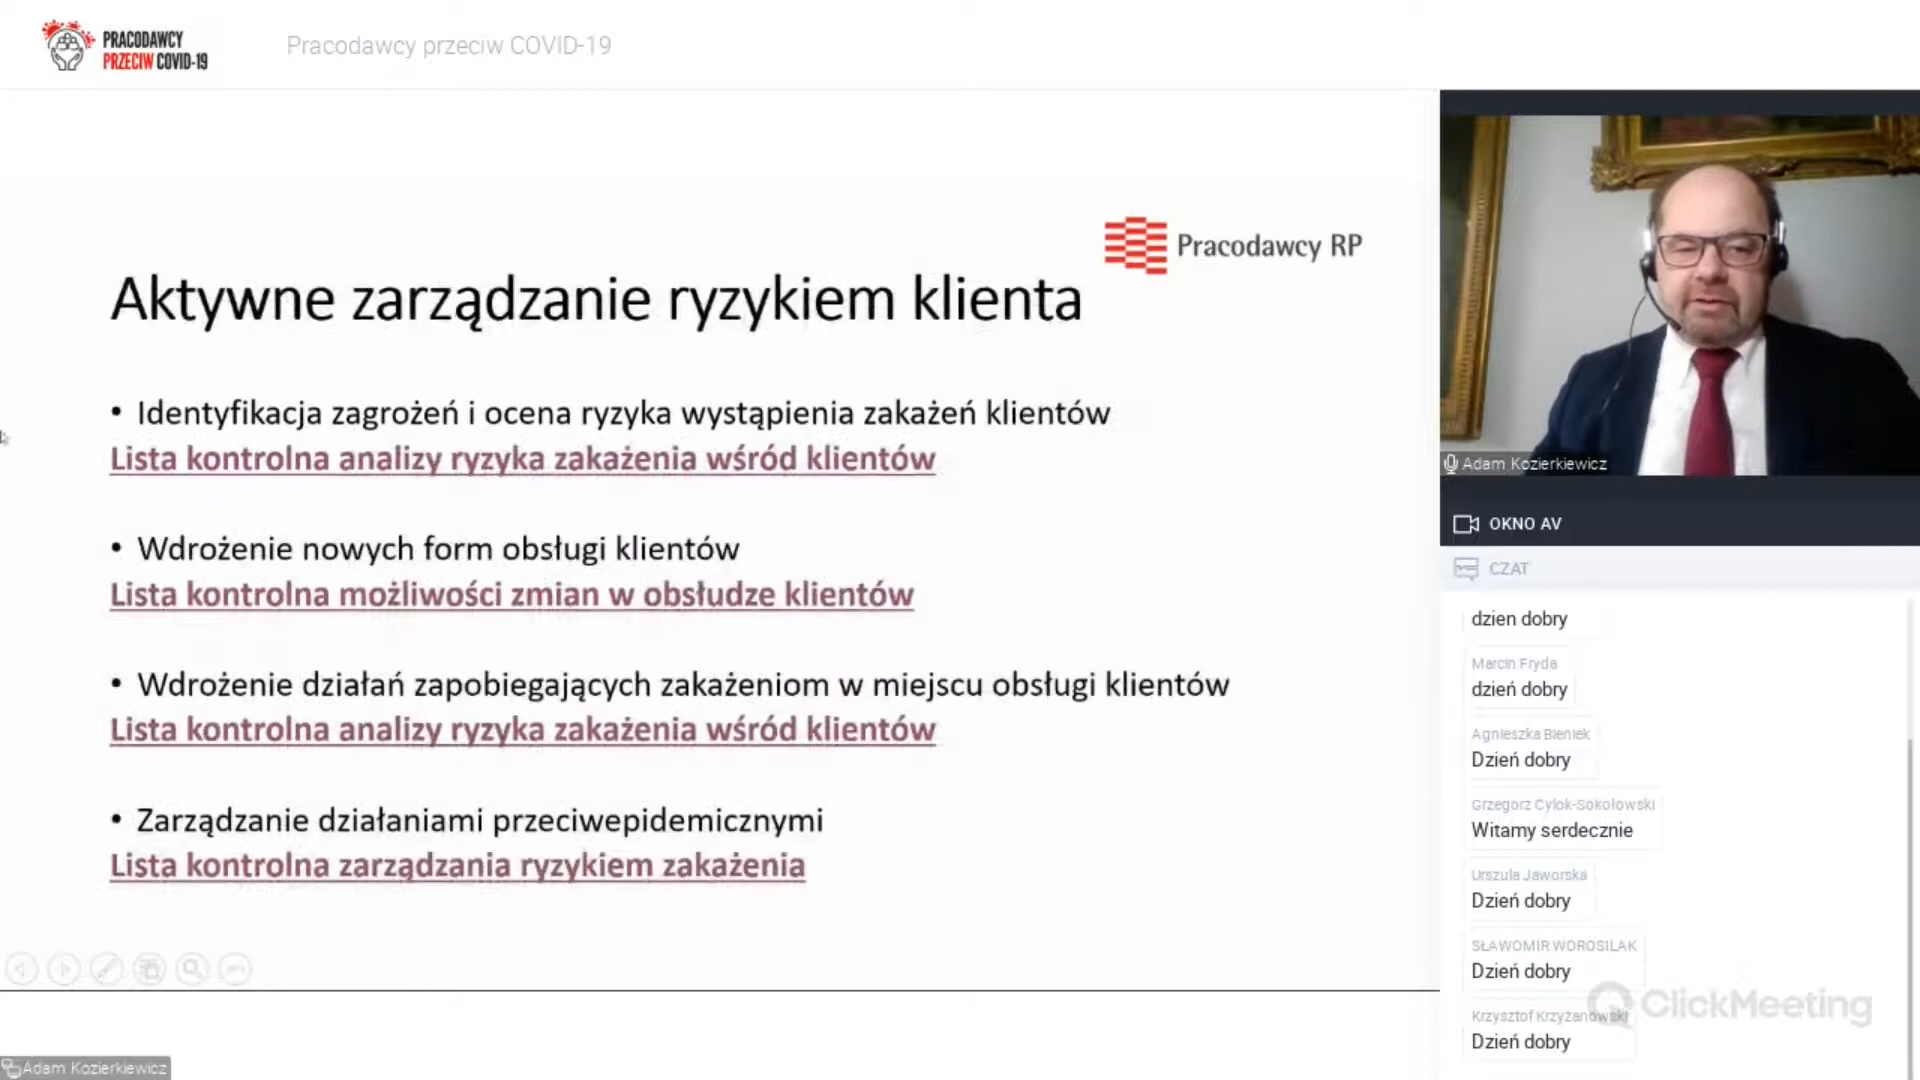 PRACODAWCY
PRZECIW COVID-19
Pracodawcy przeciw COVID-19
Pracodawcy RP
Aktywne zarządzanie ryzykiem klienta
• Identyfikacja zagrożeń i ocena ryzyka wystąpienia zakażeń klientów
Lista kontrolna analizy ryzyka zakażenia wśród klientów
• Wdrożenie nowych form obsługi klientów
Lista kontrolna możliwości zmian w obsłudze klientów
• Wdrożenie działań zapobiegających zakażeniom w miejscu obsługi klientów
Lista kontrolna analizy ryzyka zakażenia wśród klientów
• Zarządzanie działaniami przeciwepidemicznymi
Lista kontrolna zarządzania ryzykiem zakażenia
Adam Kozierkiewicz
Adam Kozierkiewicz
OKNO AV
CZAT
dzien dobry
Marcin Fryda
dzień dobry
Agnieszka Bieniek
Dzień dobry
Grzegorz Cylok-Sokołowski
Witamy serdecznie
Urszula Jaworska
Dzień dobry
SŁAWOMIR WOROSILAK
Dzień dobry
Krzysztof Krzyżanowski
Dzień dobry
ClickMeeting